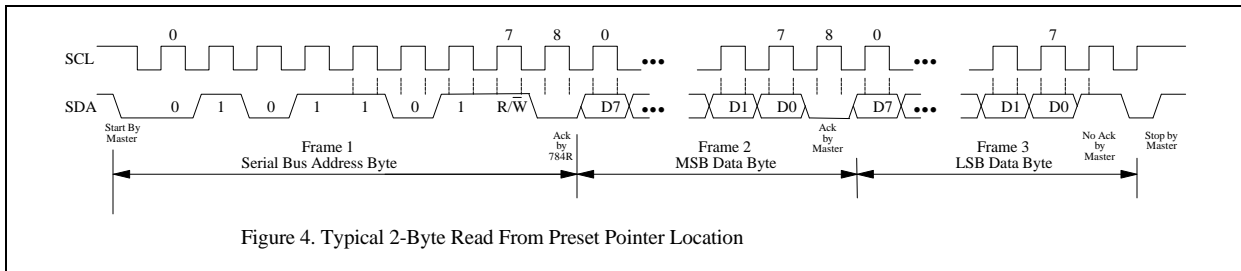 0 7 8 0 7 8 0 7
SCL
SDA
0 1 0 1 1 0 1 R/W̅ D7 D1 D0 D7 D1 D0
Start By
Master
Ack
by
784R
Ack
by
Master
No Ack
by
Master
Stop by
Master
Frame 1
Serial Bus Address Byte
Frame 2
MSB Data Byte
Frame 3
LSB Data Byte
Figure 4. Typical 2-Byte Read From Preset Pointer Location